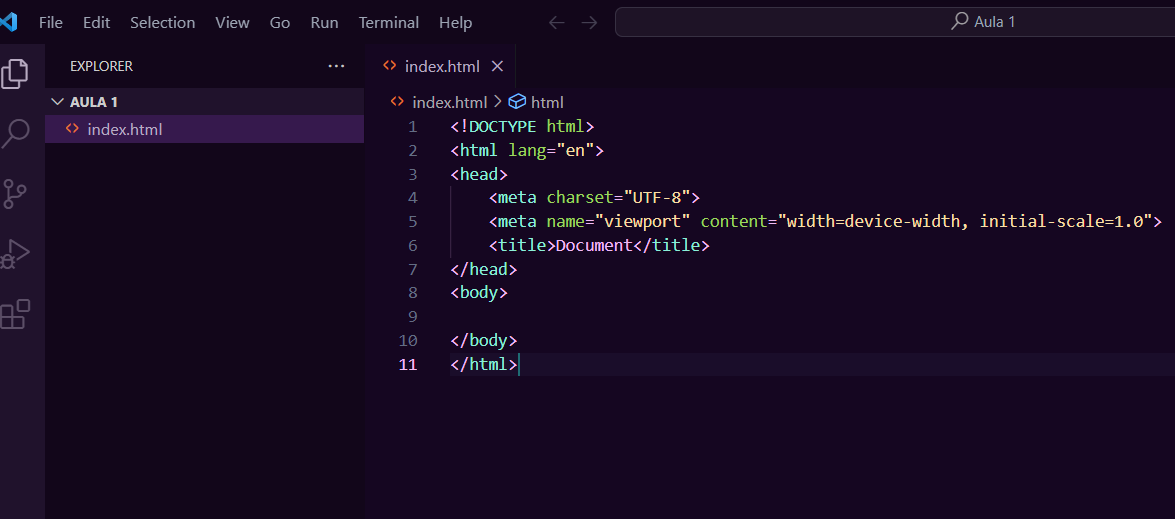 File Edit Selection View Go Run Terminal Help
Aula 1
EXPLORER ...
AULA 1
index.html
index.html
index.html > html
1 <!DOCTYPE html>
2 <html lang="en">
3 <head>
4     <meta charset="UTF-8">
5     <meta name="viewport" content="width=device-width, initial-scale=1.0">
6     <title>Document</title>
7 </head>
8 <body>
9
10 </body>
11 </html>